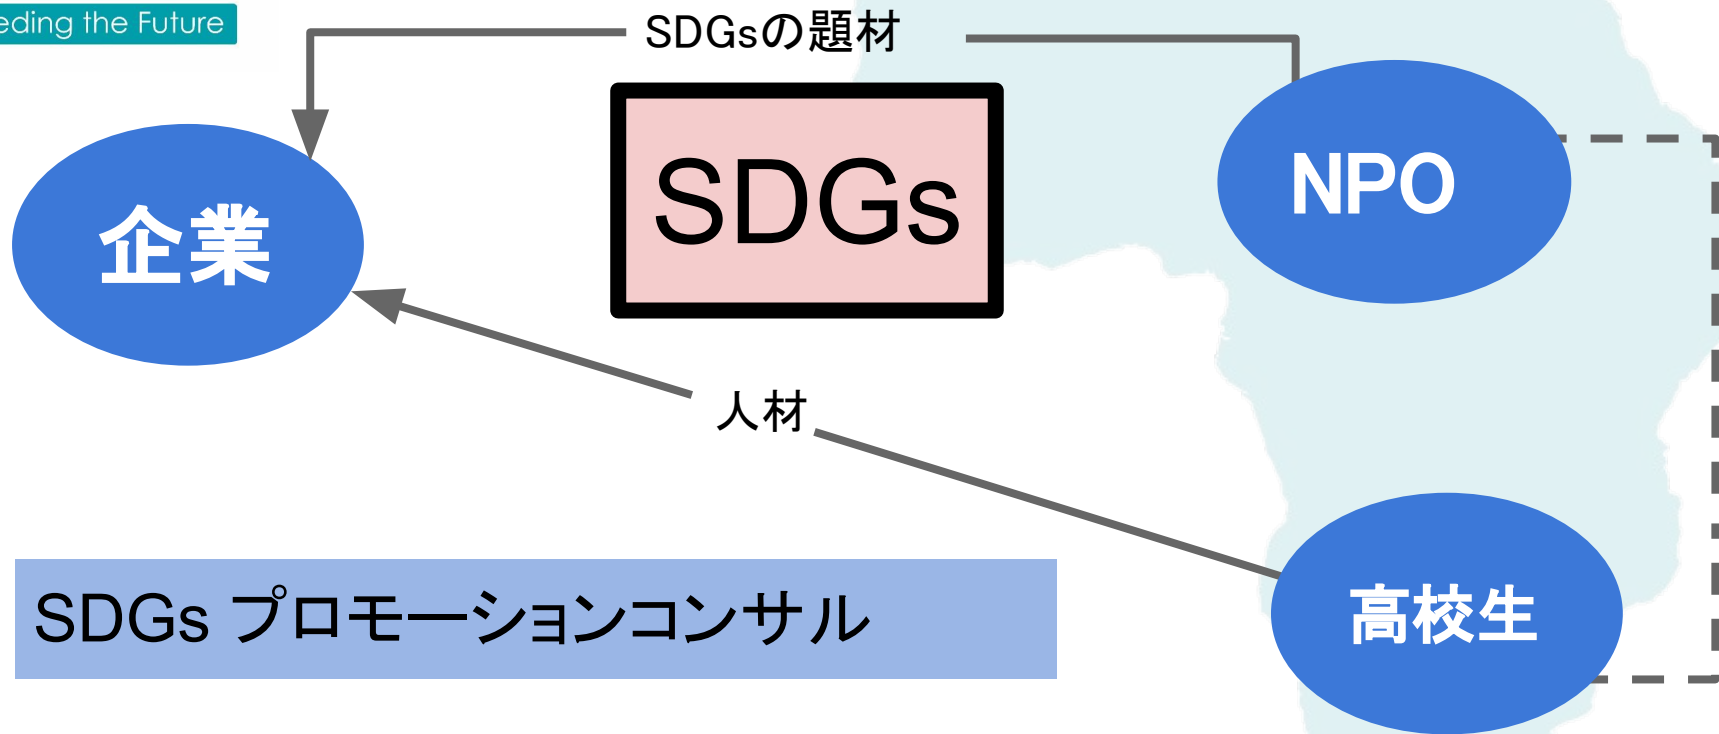 eding the Future
SDGsの題材
SDGs
NPO
企業
人材
SDGs プロモーションコンサル
高校生